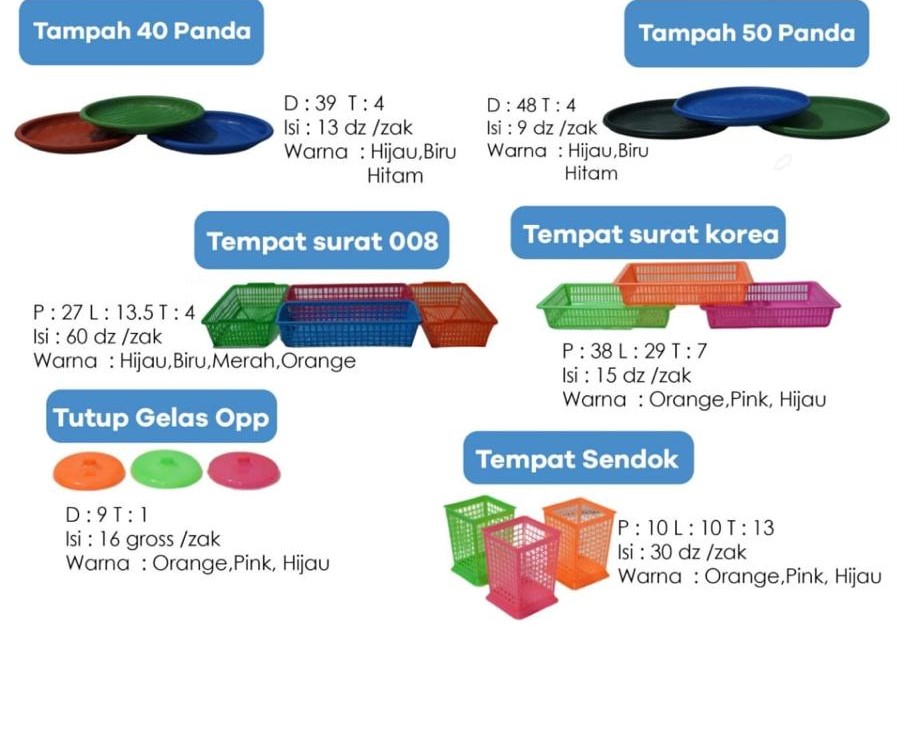 Tampah 40 Panda
D : 39 T : 4
Isi : 13 dz /zak
Warna : Hijau,Biru
Hitam
Tampah 50 Panda
D : 48 T : 4
Isi : 9 dz /zak
Warna : Hijau,Biru
Hitam
Tempat surat 008
P : 27 L : 13.5 T : 4
Isi : 60 dz /zak
Warna : Hijau,Biru,Merah,Orange
Tempat surat korea
P : 38 L : 29 T : 7
Isi : 15 dz /zak
Warna : Orange,Pink, Hijau
Tutup Gelas Opp
D : 9 T : 1
Isi : 16 gross /zak
Warna : Orange,Pink, Hijau
Tempat Sendok
P : 10 L : 10 T : 13
Isi : 30 dz /zak
Warna : Orange,Pink, Hijau